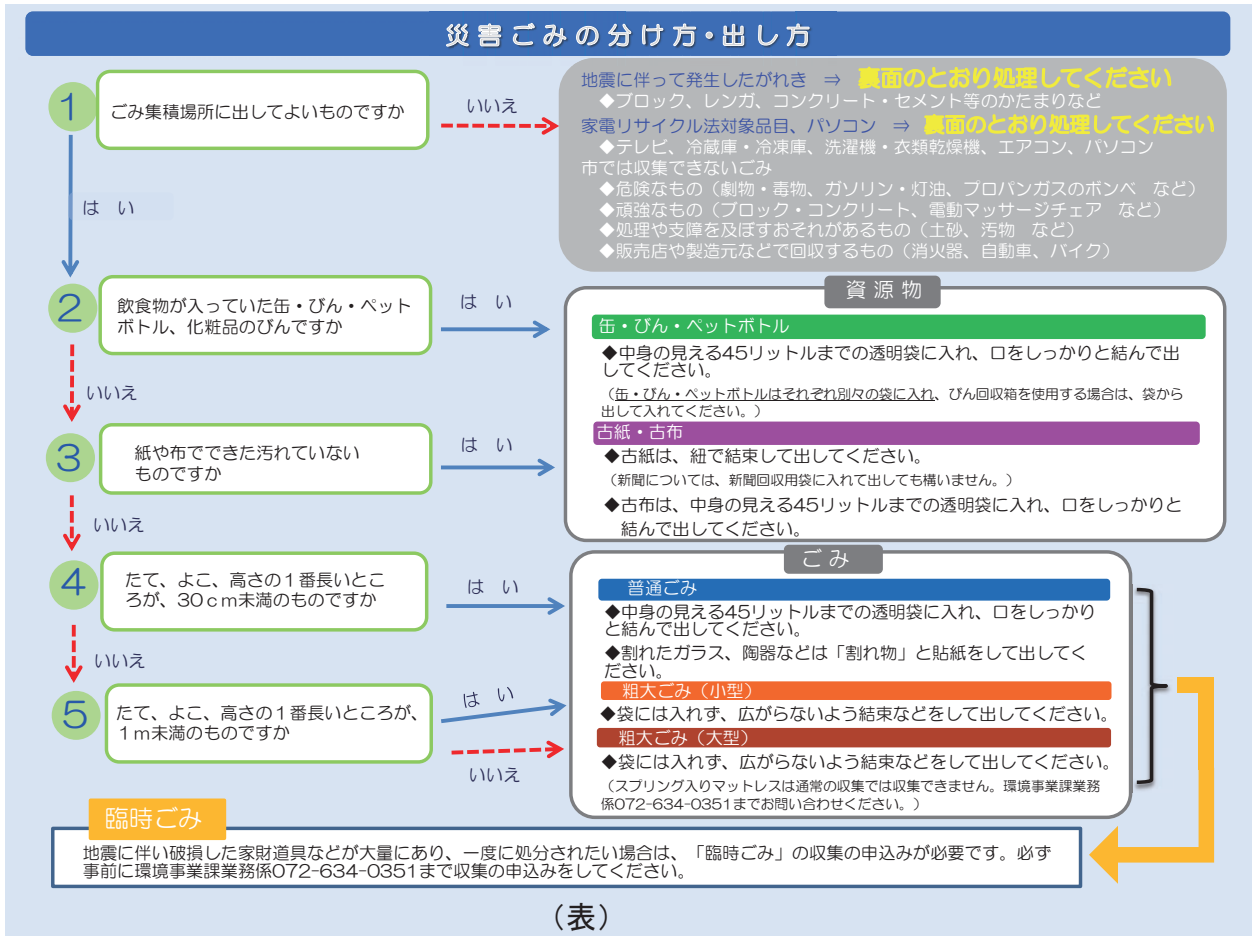 災害ごみの分け方・出し方
1
ごみ集積場所に出してよいものですか
いいえ
は い
地震に伴って発生したがれき ⇒ 裏面のとおり処理してください
◆ブロック、レンガ、コンクリート・セメント等のかたまりなど
家電リサイクル法対象品目、パソコン ⇒ 裏面のとおり処理してください
◆テレビ、冷蔵庫・冷凍庫、洗濯機・衣類乾燥機、エアコン、パソコン
市では収集できないごみ
◆危険なもの（劇物・毒物、ガソリン・灯油、プロパンガスのボンベ など）
◆頑強なもの（ブロック・コンクリート、電動マッサージチェア など）
◆処理や支障を及ぼすおそれがあるもの（土砂、汚物 など）
◆販売店や製造元などで回収するもの（消火器、自動車、バイク）
2
飲食物が入っていた缶・びん・ペット
ボトル、化粧品のびんですか
は い
いいえ
資源物
缶・びん・ペットボトル
◆中身の見える45リットルまでの透明袋に入れ、口をしっかりと結んで出
してください。
（缶・びん・ペットボトルはそれぞれ別々の袋に入れ、びん回収箱を使用する場合は、袋から
出して入れてください。）
3
紙や布でできた汚れていない
ものですか
は い
いいえ
古紙・古布
◆古紙は、紐で結束して出してください。
（新聞については、新聞回収用袋に入れて出しても構いません。）
◆古布は、中身の見える45リットルまでの透明袋に入れ、口をしっかりと
結んで出してください。
4
たて、よこ、高さの1番長いとこ
ろが、30cm未満のものですか
は い
いいえ
ごみ
普通ごみ
◆中身の見える45リットルまでの透明袋に入れ、口をしっかり
と結んで出してください。
◆割れたガラス、陶器などは「割れ物」と貼紙をして出してく
ださい。
5
たて、よこ、高さの1番長いところが、
1m未満のものですか
は い
いいえ
粗大ごみ（小型）
◆袋には入れず、広がらないよう結束などをして出してください。
粗大ごみ（大型）
◆袋には入れず、広がらないよう結束などをして出してください。
（スプリング入りマットレスは通常の収集では収集できません。環境事業課業務
係072-634-0351までお問い合わせください。）
臨時ごみ
地震に伴い破損した家財道具などが大量にあり、一度に処分されたい場合は、「臨時ごみ」の収集の申込みが必要です。必ず
事前に環境事業課業務係072-634-0351まで収集の申込みをしてください。
（表）